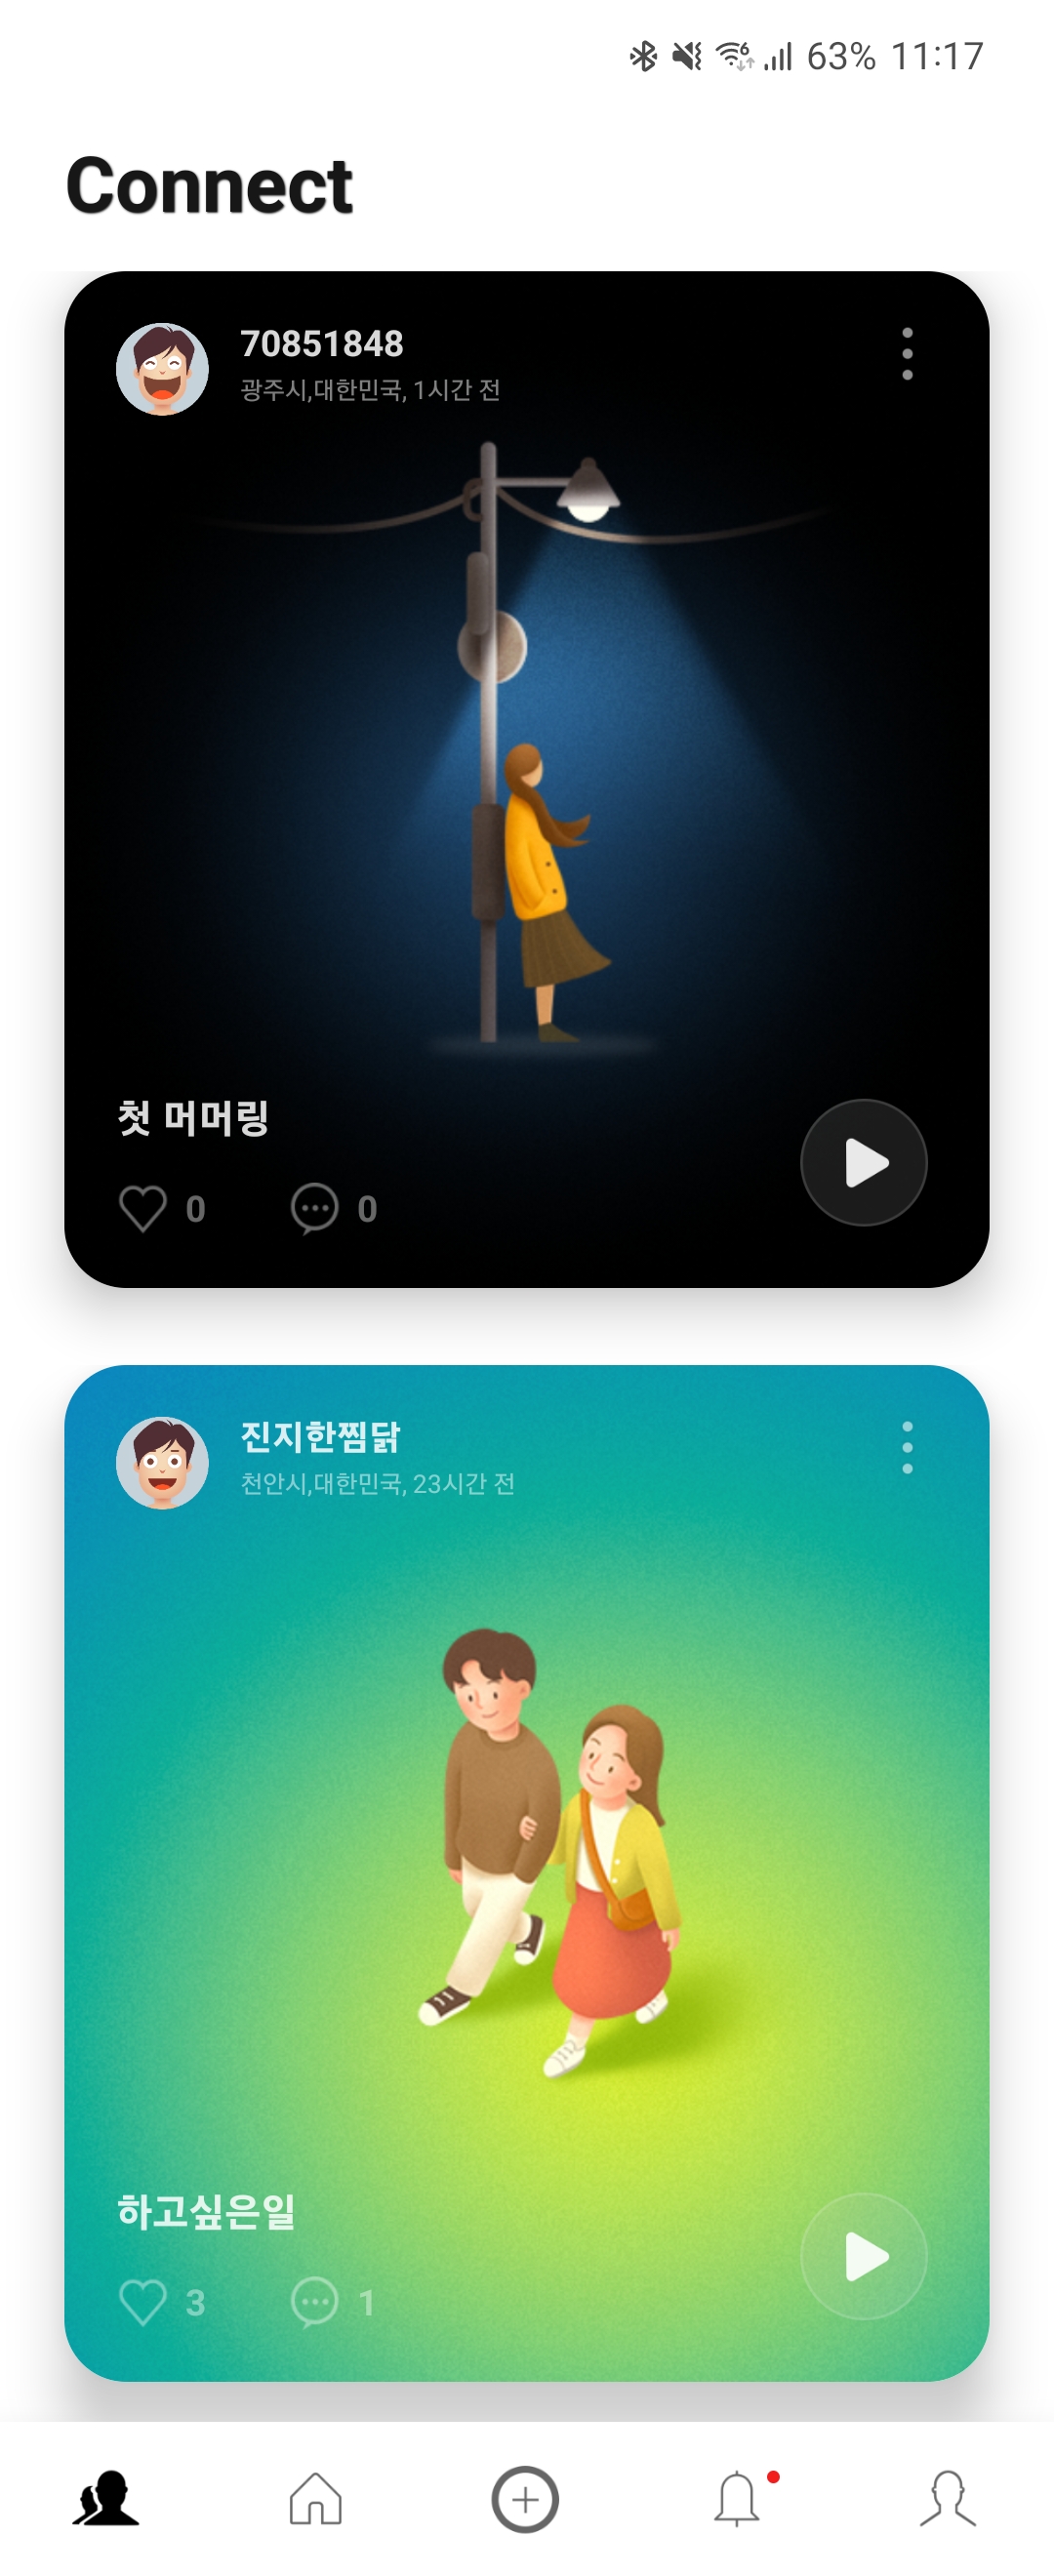 63% 11:17
Connect
70851848
광주시,대한민국, 1시간 전
첫 머머링
0 0
진지한찜닭
천안시,대한민국, 23시간 전
하고싶은일
3 1